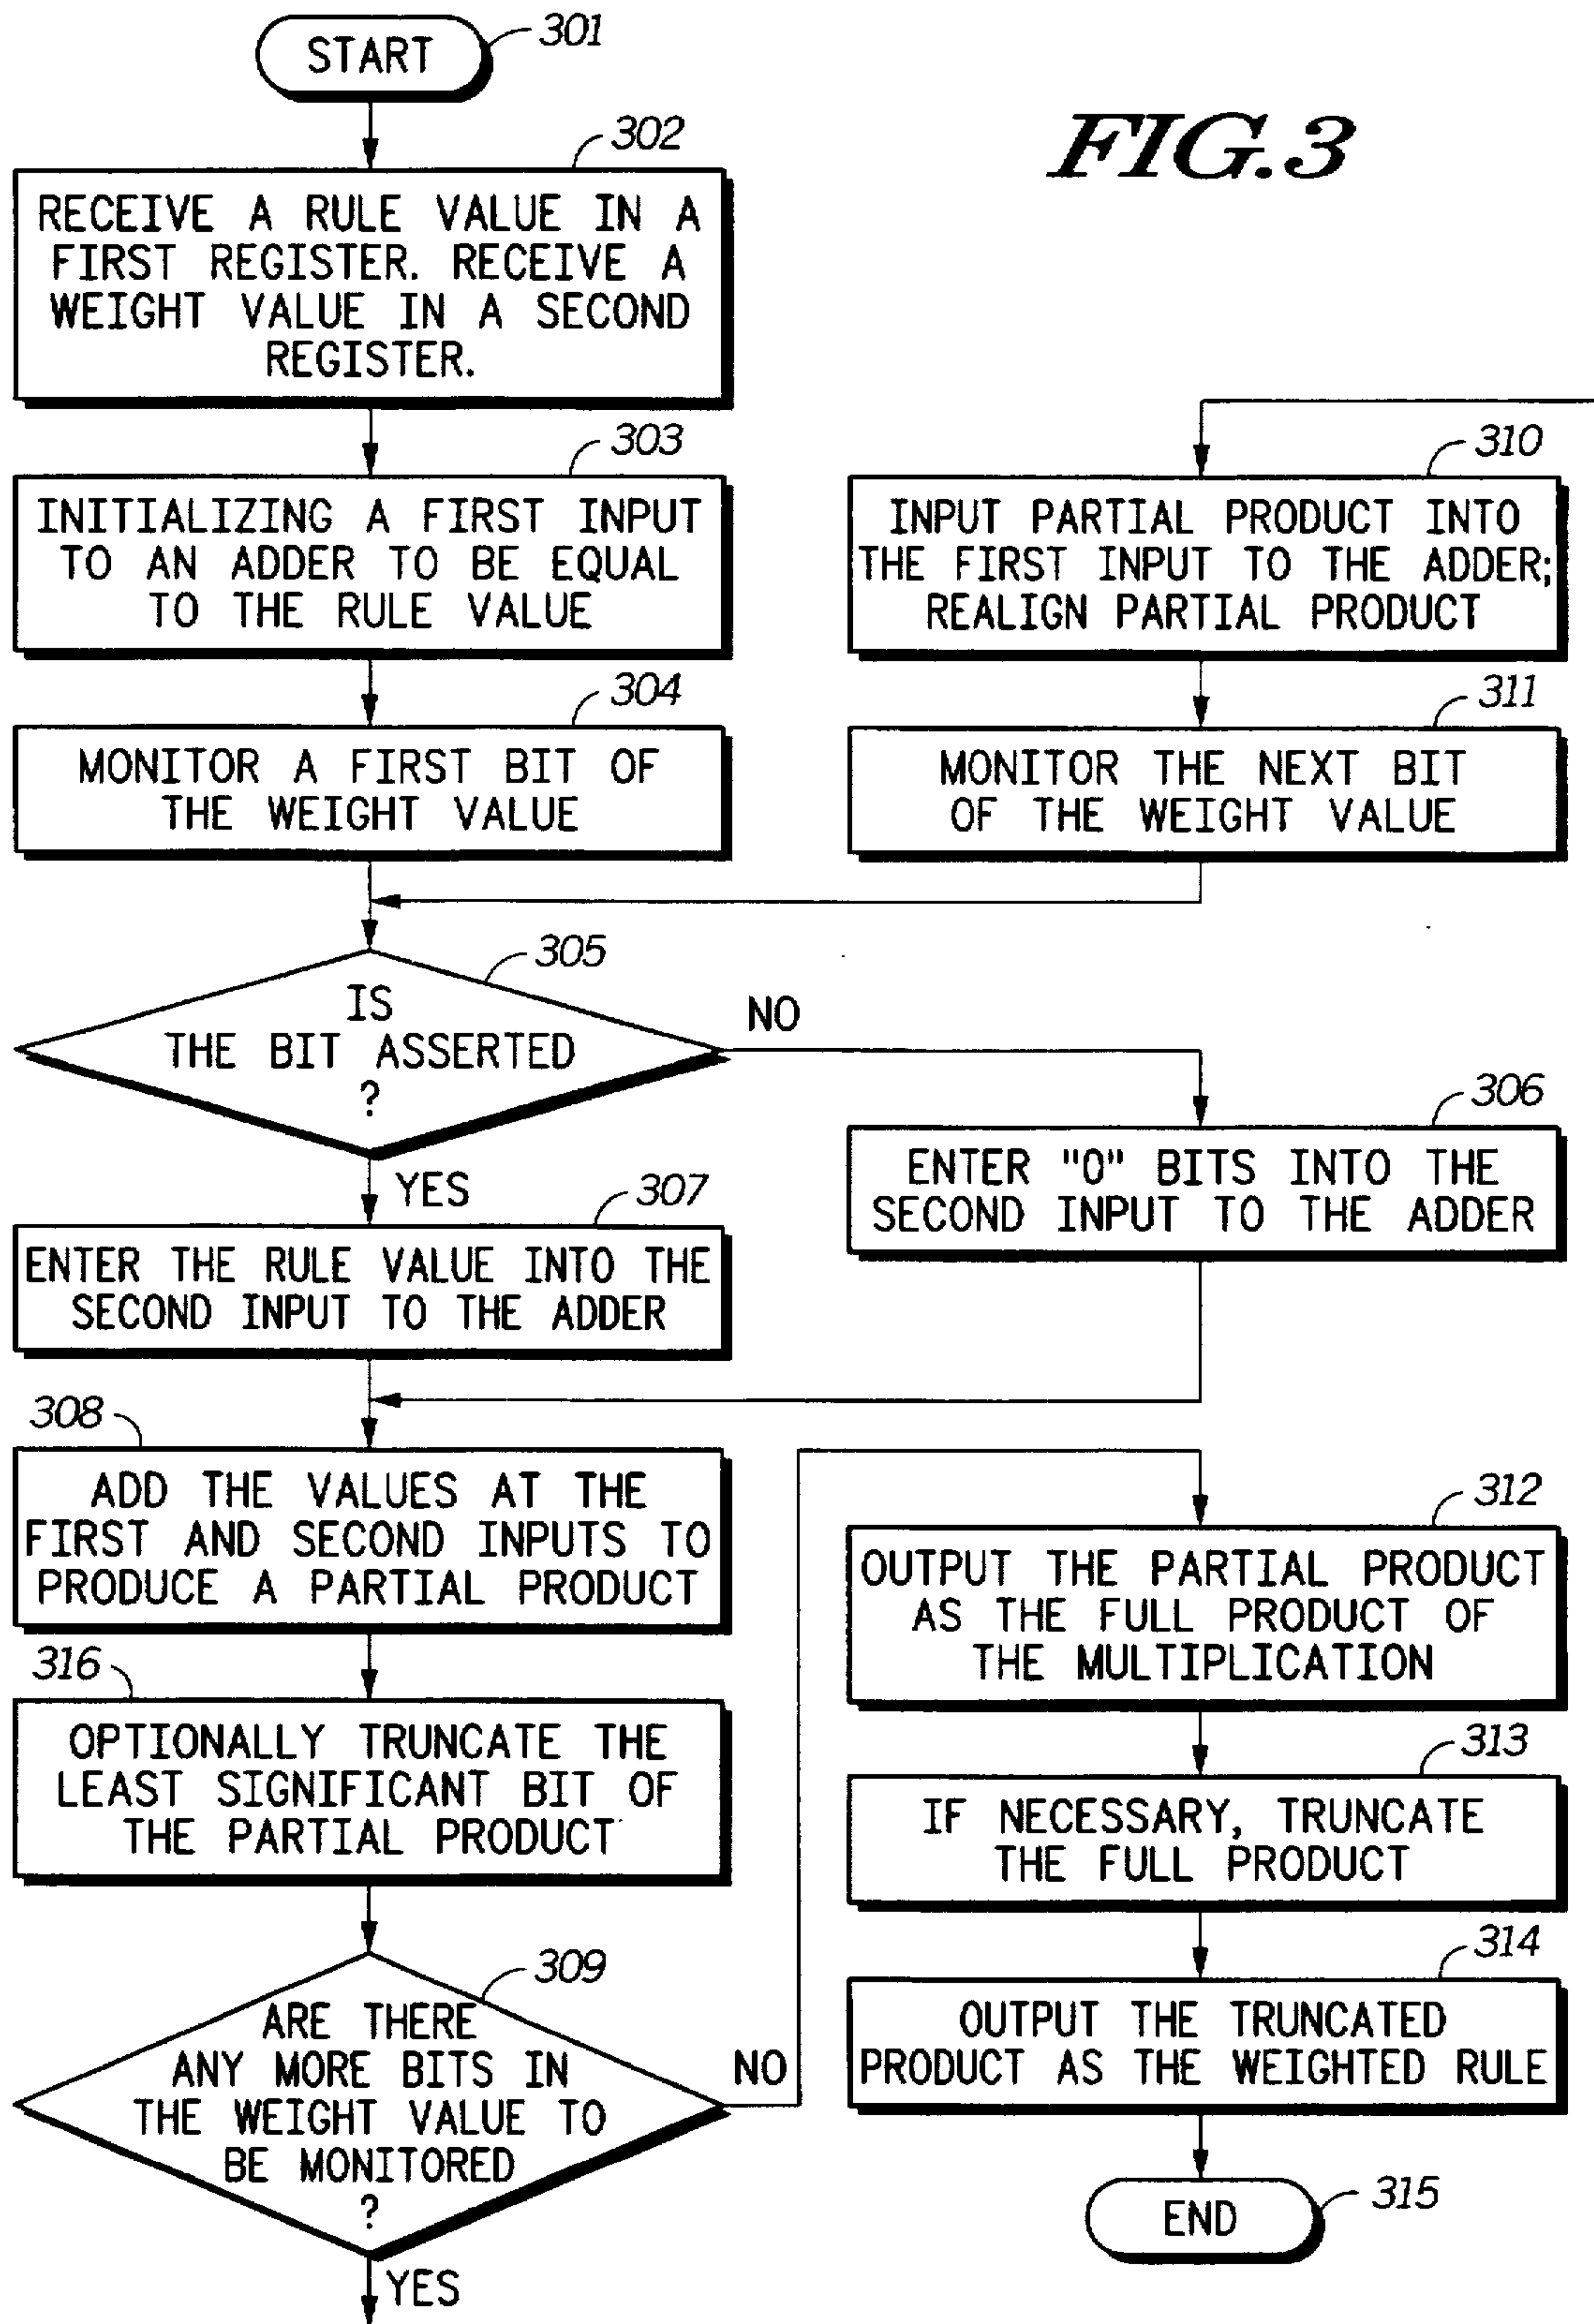 START
301
FIG.3
302
RECEIVE A RULE VALUE IN A
FIRST REGISTER. RECEIVE A
WEIGHT VALUE IN A SECOND
REGISTER.
303
INITIALIZING A FIRST INPUT
TO AN ADDER TO BE EQUAL
TO THE RULE VALUE
304
MONITOR A FIRST BIT OF
THE WEIGHT VALUE
310
INPUT PARTIAL PRODUCT INTO
THE FIRST INPUT TO THE ADDER;
REALIGN PARTIAL PRODUCT
311
MONITOR THE NEXT BIT
OF THE WEIGHT VALUE
305
IS
THE BIT ASSERTED
?
NO
YES
306
ENTER "0" BITS INTO THE
SECOND INPUT TO THE ADDER
307
ENTER THE RULE VALUE INTO THE
SECOND INPUT TO THE ADDER
308
ADD THE VALUES AT THE
FIRST AND SECOND INPUTS TO
PRODUCE A PARTIAL PRODUCT
316
OPTIONALLY TRUNCATE THE
LEAST SIGNIFICANT BIT OF
THE PARTIAL PRODUCT
309
ARE THERE
ANY MORE BITS IN
THE WEIGHT VALUE TO
BE MONITORED
?
NO
YES
312
OUTPUT THE PARTIAL PRODUCT
AS THE FULL PRODUCT OF
THE MULTIPLICATION
313
IF NECESSARY, TRUNCATE
THE FULL PRODUCT
314
OUTPUT THE TRUNCATED
PRODUCT AS THE WEIGHTED RULE
END
315